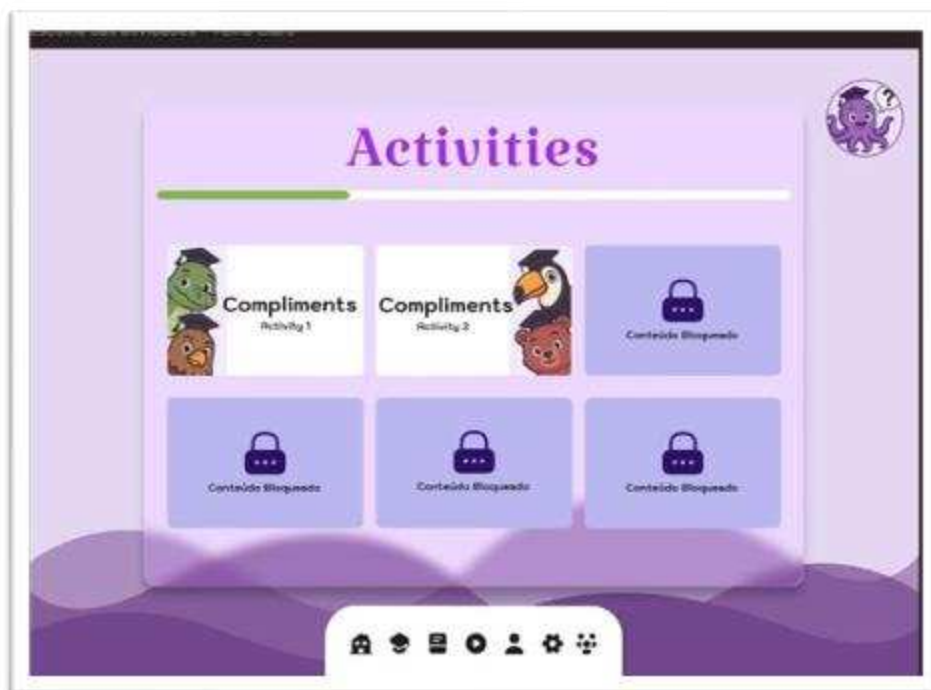 Activities
Compliments
Activity 1
Compliments
Activity 2
Conteúdo Bloqueado
Conteúdo Bloqueado
Conteúdo Bloqueado
Conteúdo Bloqueado
?